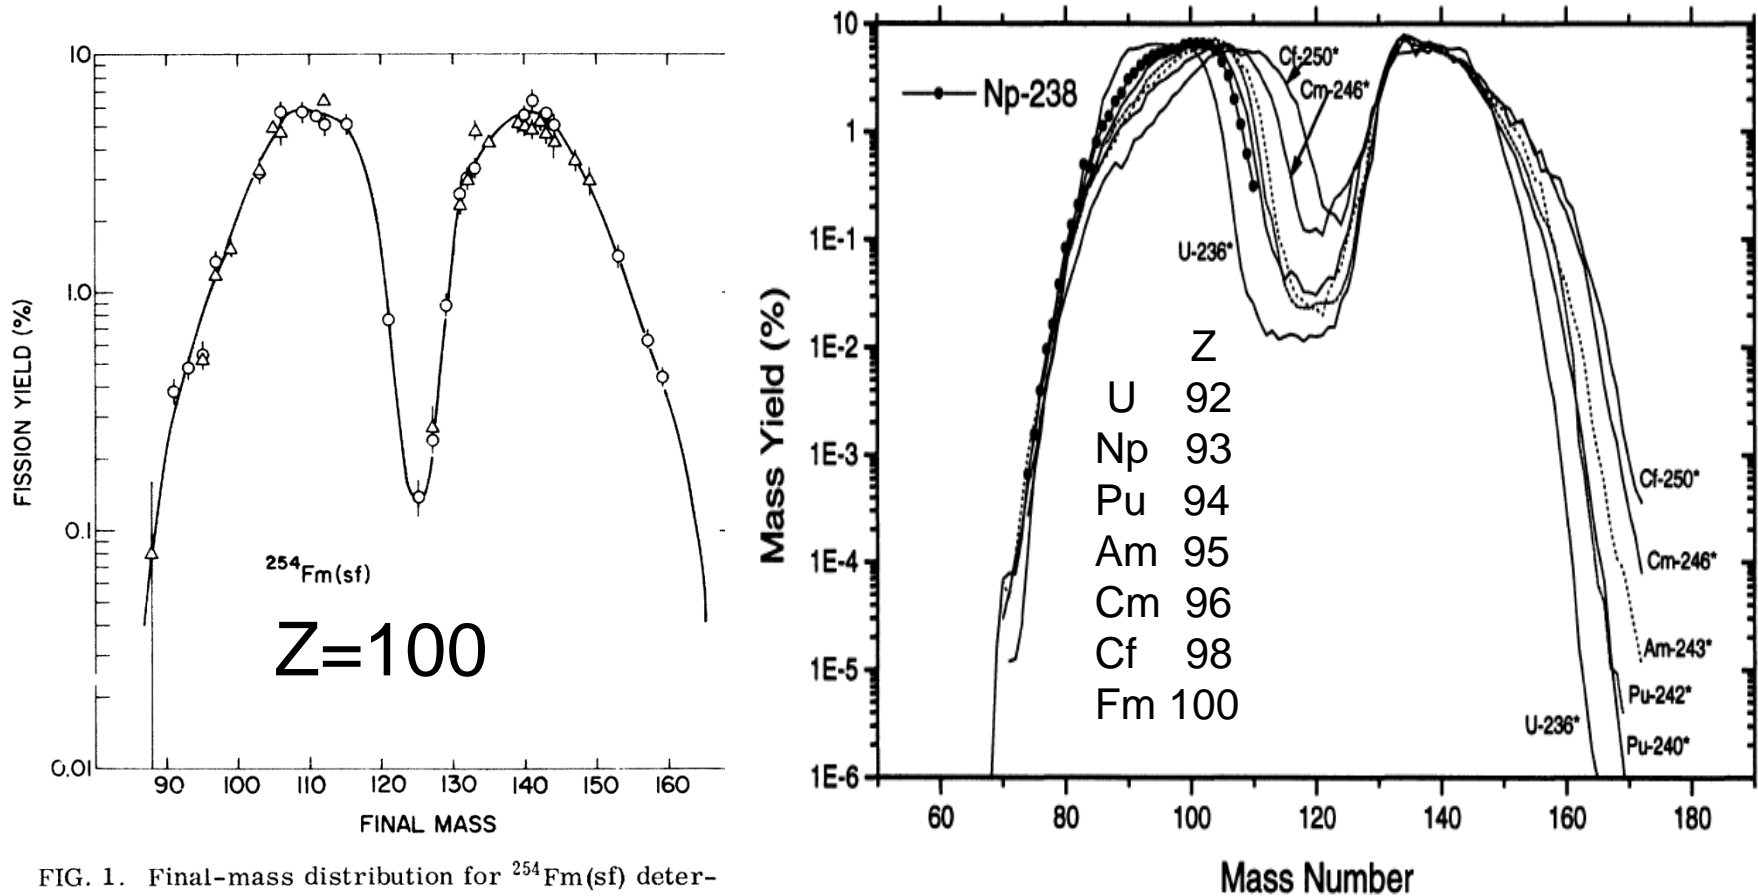 10
1.0
0.1
0.01
FISSION YIELD (%)
254Fm(sf)
Z=100
90 100 110 120 130 140 150 160
FINAL MASS
FIG. 1. Final-mass distribution for 254Fm(sf) deter-
10
1
1E-1
1E-2
1E-3
1E-4
1E-5
1E-6
Mass Yield (%)
Np-238
Cf-250*
Cm-246*
U-236*
Z
U 92
Np 93
Pu 94
Am 95
Cm 96
Cf 98
Fm 100
Cf-250*
Cm-246*
Am-243*
Pu-242*
U-236*
Pu-240*
60 80 100 120 140 160 180
Mass Number